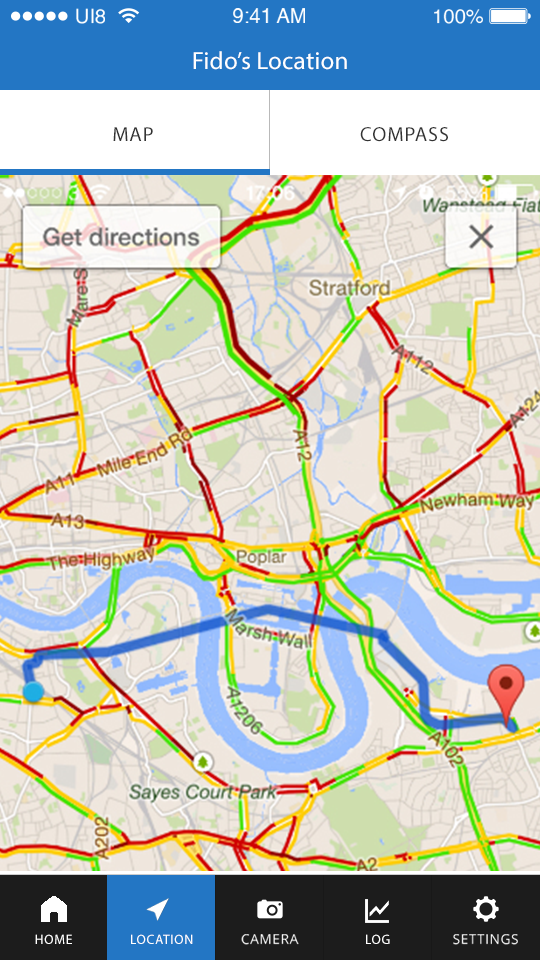 UI8 9:41 AM 100%
Fido’s Location
MAP COMPASS
17:06
Wanstead Flat
Get directions
Stratford
Mare S
A112
A124
A12
Mile End Rd
A11
Newham Way
A13
The Highway
Poplar
Marsh Wall
A1206
A102
Sayes Court Park
A202
A2
HOME LOCATION CAMERA LOG SETTINGS